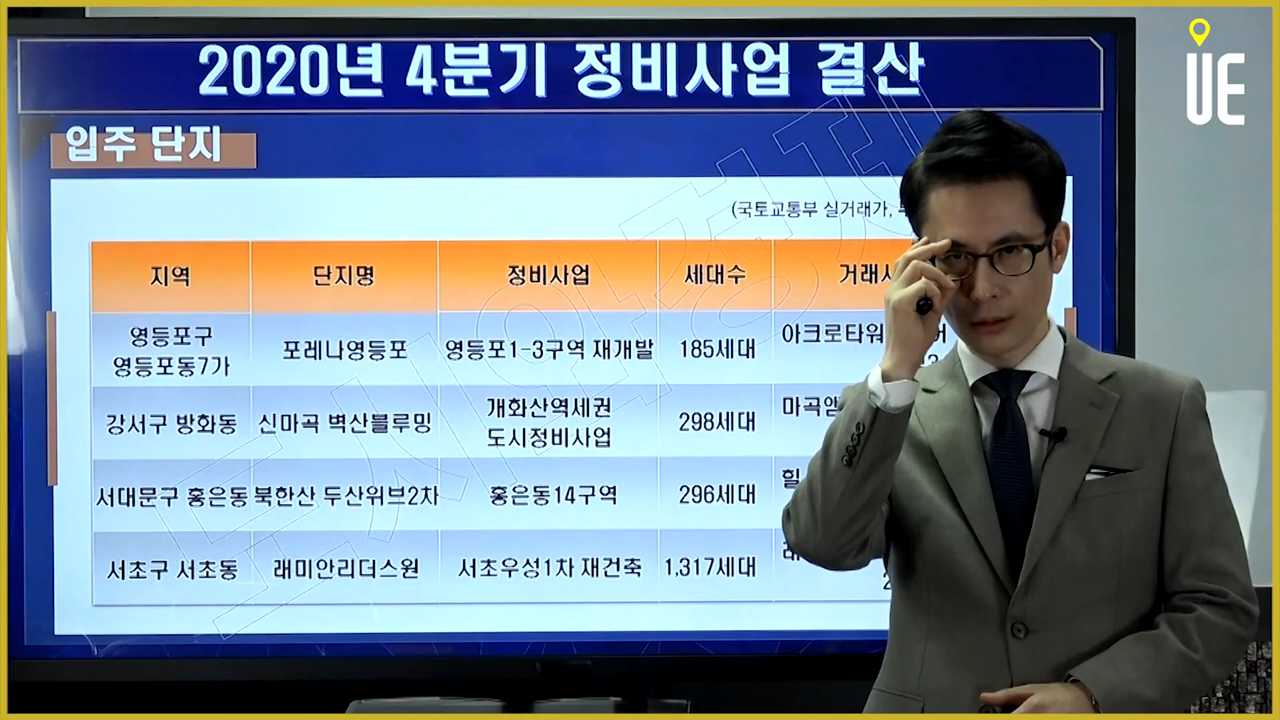 2020년 4분기 정비사업 결산
UE
입주 단지
(국토교통부 실거래가,
지역 단지명 정비사업 세대수
영등포구
영등포동7가 포레나영등포 영등포1-3구역 재개발 185세대 아크로타워
강서구 방화동 신마곡 벽산블루밍 개화산역세권
도시정비사업 298세대
서대문구 홍은동 북한산 두산위브2차 홍은동14구역 296세대
서초구 서초동 래미안리더스원 서초우성1차 재건축 1,317세대
도시와경제